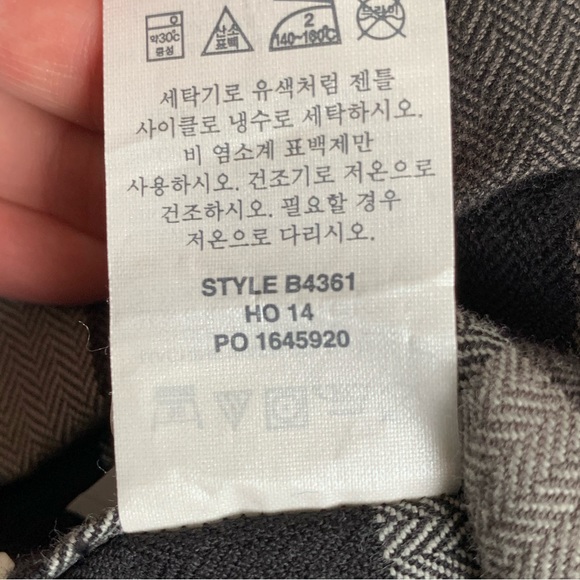 약30℃
중성
산소
표백
2
140~160℃
드라이
세탁기로 유색처럼 젠틀
사이클로 냉수로 세탁하시오.
비 염소계 표백제만
사용하시오. 건조기로 저온으로
건조하시오. 필요할 경우
저온으로 다리시오.
STYLE B4361
HO 14
PO 1645920